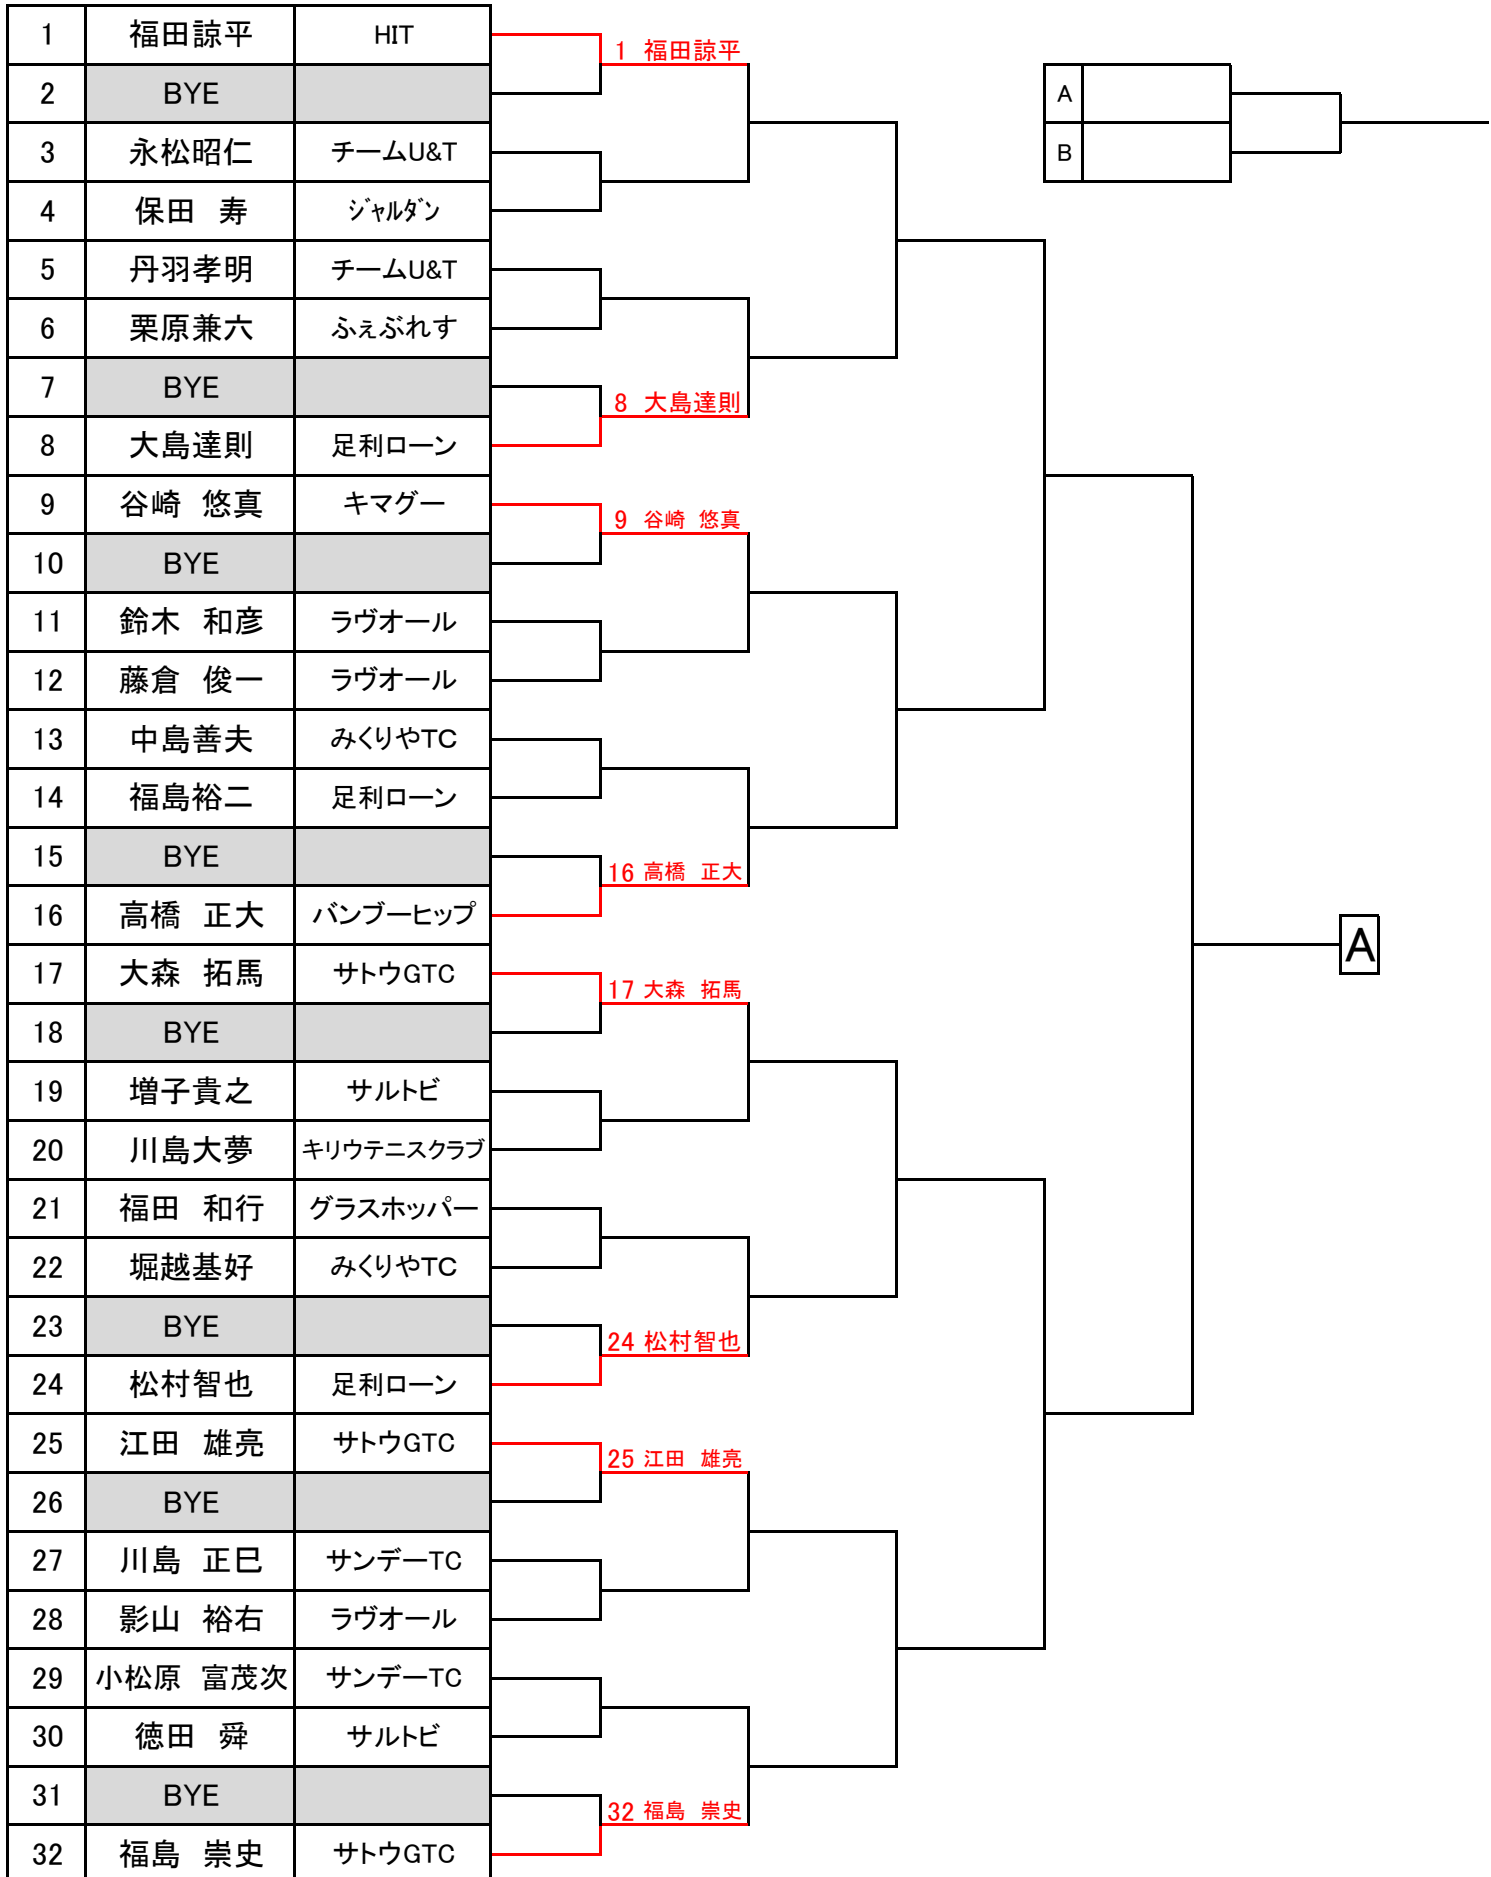 1 福田諒平 HIT
1 福田諒平
2 BYE
A
3 永松昭仁 チームU&T
B
4 保田　寿 ｼﾞｬﾙﾀﾞﾝ
5 丹羽孝明 チームU&T
6 栗原兼六 ふぇぶれす
7 BYE
8 大島達則
8 大島達則 足利ローン
9 谷崎　悠真 キマグー
9 谷崎　悠真
10 BYE
11 鈴木　和彦 ラヴオール
12 藤倉　俊一 ラヴオール
13 中島善夫 みくりやTC
14 福島裕二 足利ローン
15 BYE
16 高橋　正大
16 高橋　正大 バンブーヒップ
A
17 大森　拓馬 サトウGTC
17 大森　拓馬
18 BYE
19 増子貴之 サルトビ
20 川島大夢 キリウテニスクラブ
21 福田　和行 グラスホッパー
22 堀越基好 みくりやTC
23 BYE
24 松村智也
24 松村智也 足利ローン
25 江田　雄亮 サトウGTC
25 江田　雄亮
26 BYE
27 川島　正巳 サンデーTC
28 影山　裕右 ラヴオール
29 小松原　富茂次 サンデーTC
30 徳田　舜 サルトビ
31 BYE
32 福島　崇史
32 福島　崇史 サトウGTC